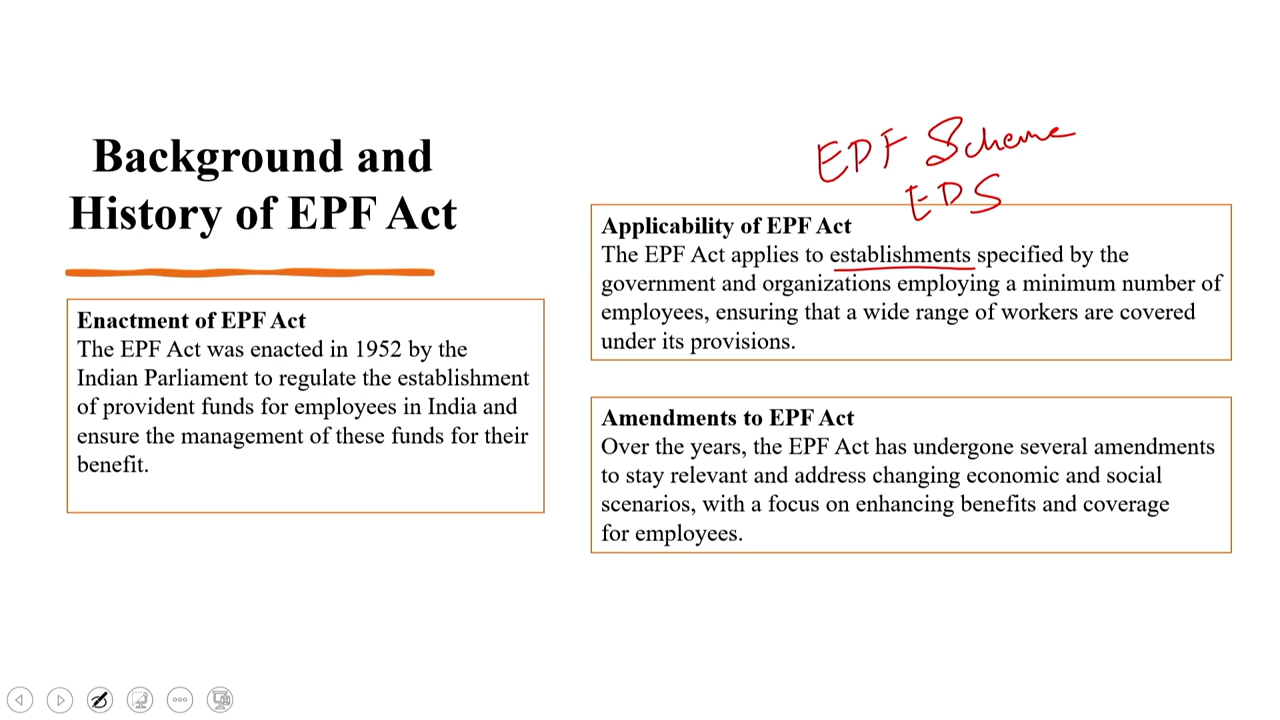 Background and
History of EPF Act
Enactment of EPF Act
The EPF Act was enacted in 1952 by the
Indian Parliament to regulate the establishment
of provident funds for employees in India and
ensure the management of these funds for their
benefit.
EPF Scheme
EDS
Applicability of EPF Act
The EPF Act applies to establishments specified by the
government and organizations employing a minimum number of
employees, ensuring that a wide range of workers are covered
under its provisions.
Amendments to EPF Act
Over the years, the EPF Act has undergone several amendments
to stay relevant and address changing economic and social
scenarios, with a focus on enhancing benefits and coverage
for employees.